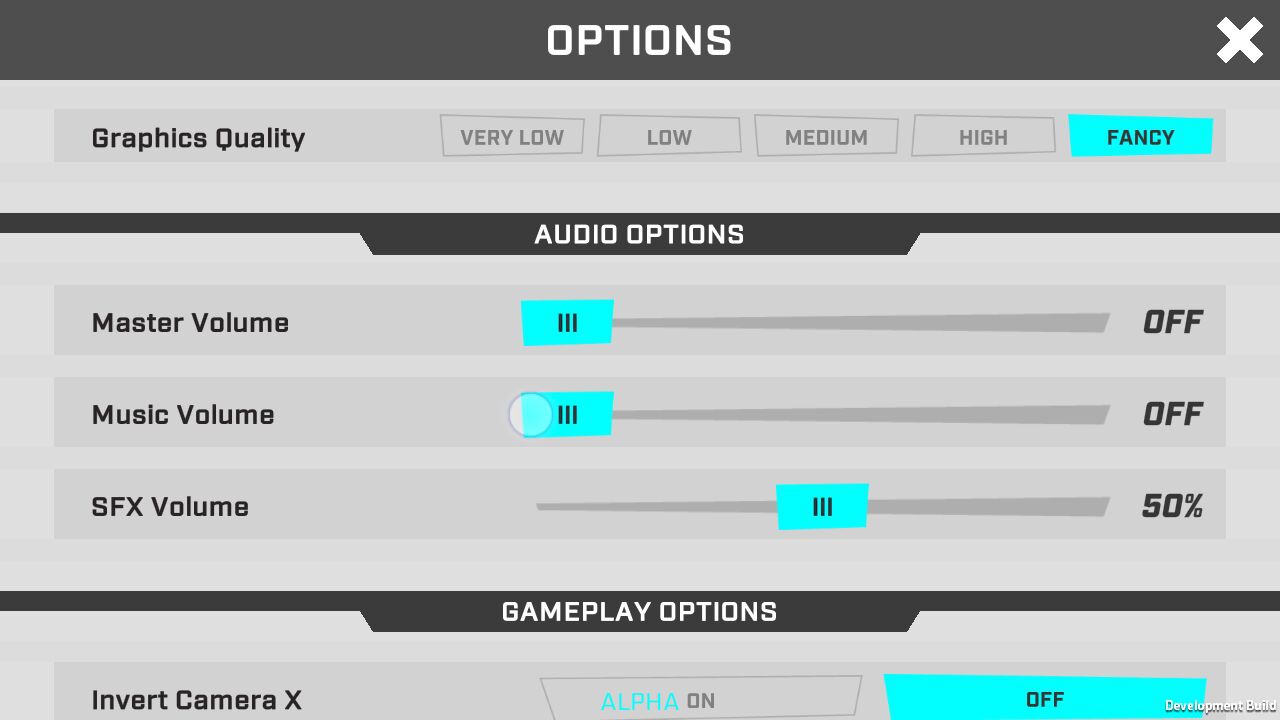 OPTIONS
Graphics Quality VERY LOW LOW MEDIUM HIGH FANCY
AUDIO OPTIONS
Master Volume OFF
Music Volume OFF
SFX Volume 50%
GAMEPLAY OPTIONS
Invert Camera X ALPHA ON OFF
Development Build